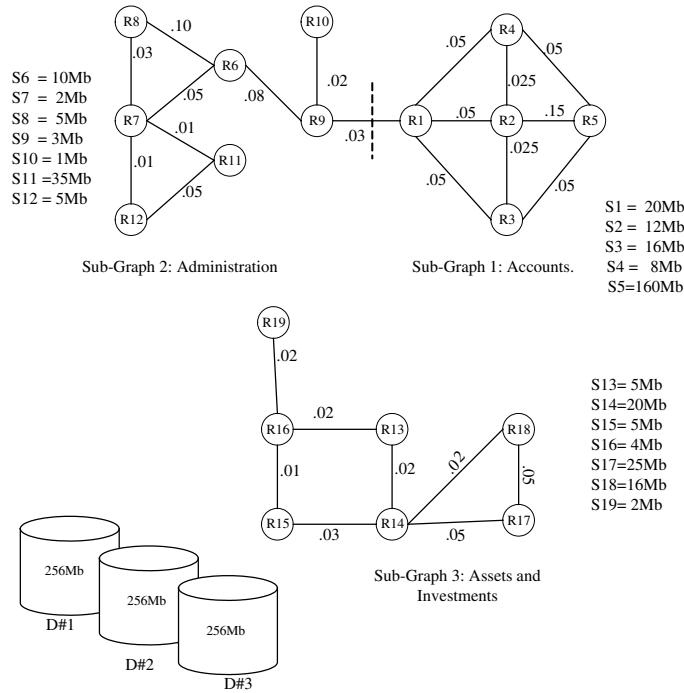 R8
.10
R10
R4
.03
R6
.05
.05
.025
S6 = 10Mb
S7 = 2Mb
S8 = 5Mb
S9 = 3Mb
S10 = 1Mb
S11 =35Mb
S12 = 5Mb
.05
.08
.02
R7
.01
R9
.03
R1
.05
R2
.15
R5
.01
R11
.025
.05
.05
.05
R12
R3
S1 = 20Mb
S2 = 12Mb
S3 = 16Mb
S4 = 8Mb
S5=160Mb
Sub-Graph 2: Administration
Sub-Graph 1: Accounts.
R19
.02
R16
.02
R13
R18
S13= 5Mb
S14=20Mb
S15= 5Mb
S16= 4Mb
S17=25Mb
S18=16Mb
S19= 2Mb
.01
.02
.02
.05
R15
.03
R14
.05
R17
Sub-Graph 3: Assets and
Investments
256Mb
256Mb
256Mb
D#1
D#2
D#3